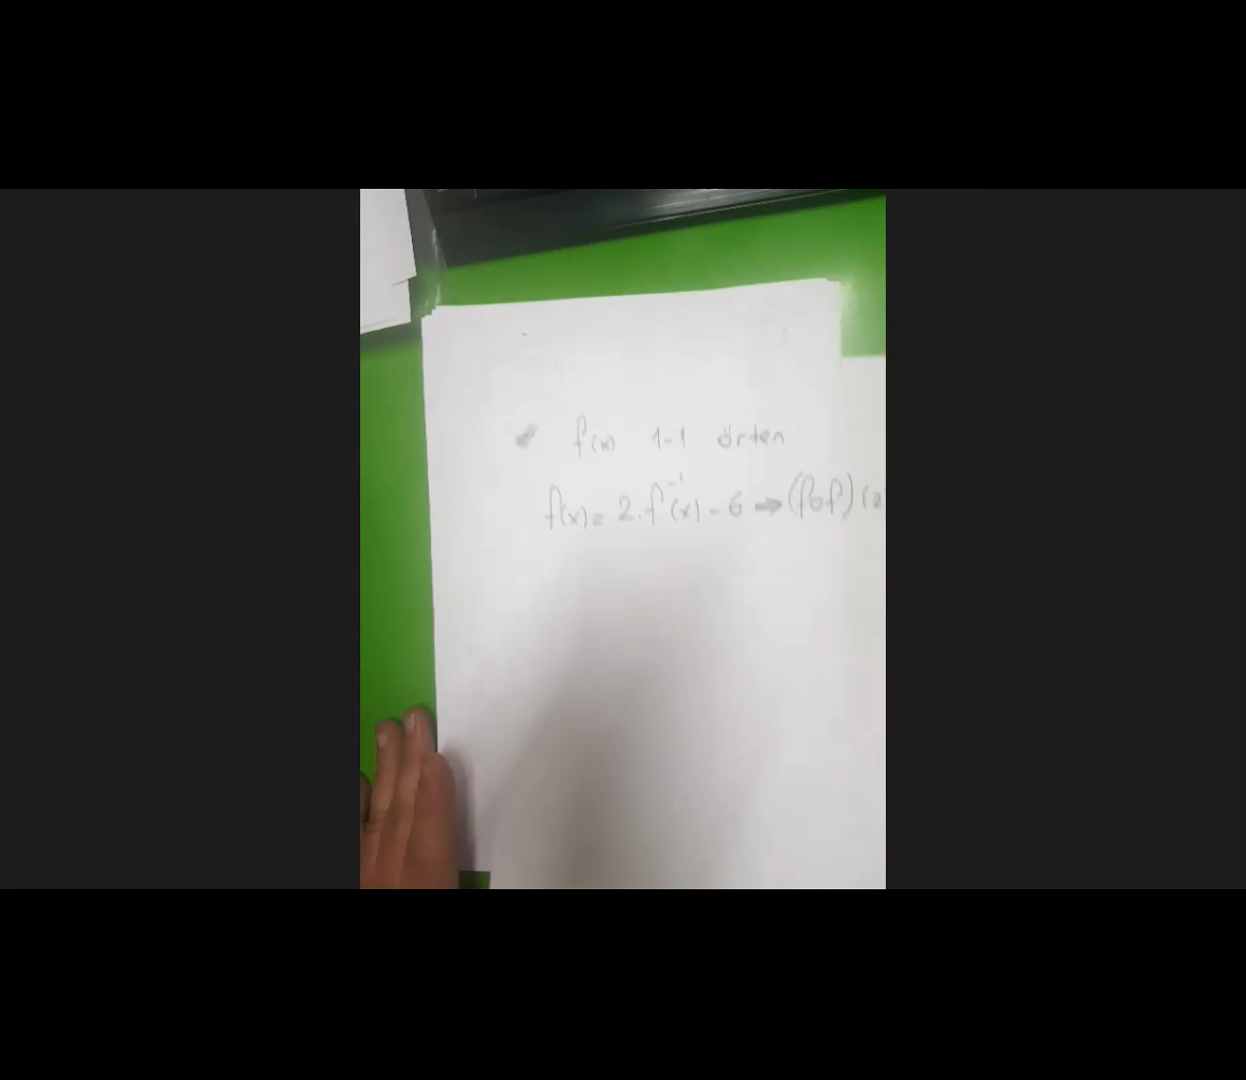 f(x) 1-1 örten
f(x) = 2.f⁻¹(x) - 6 ⇒ (fof)(2